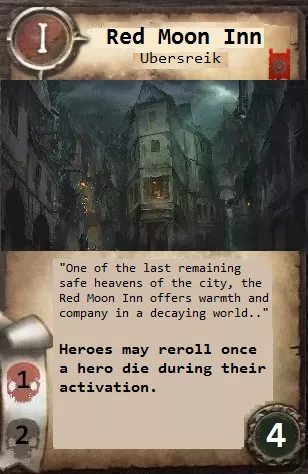 I
Red Moon Inn
Ubersreik
"One of the last remaining
safe heavens of the city, the
Red Moon Inn offers warmth and
company in a decaying world.."
Heroes may reroll once
a hero die during their
activation.
1
2
4